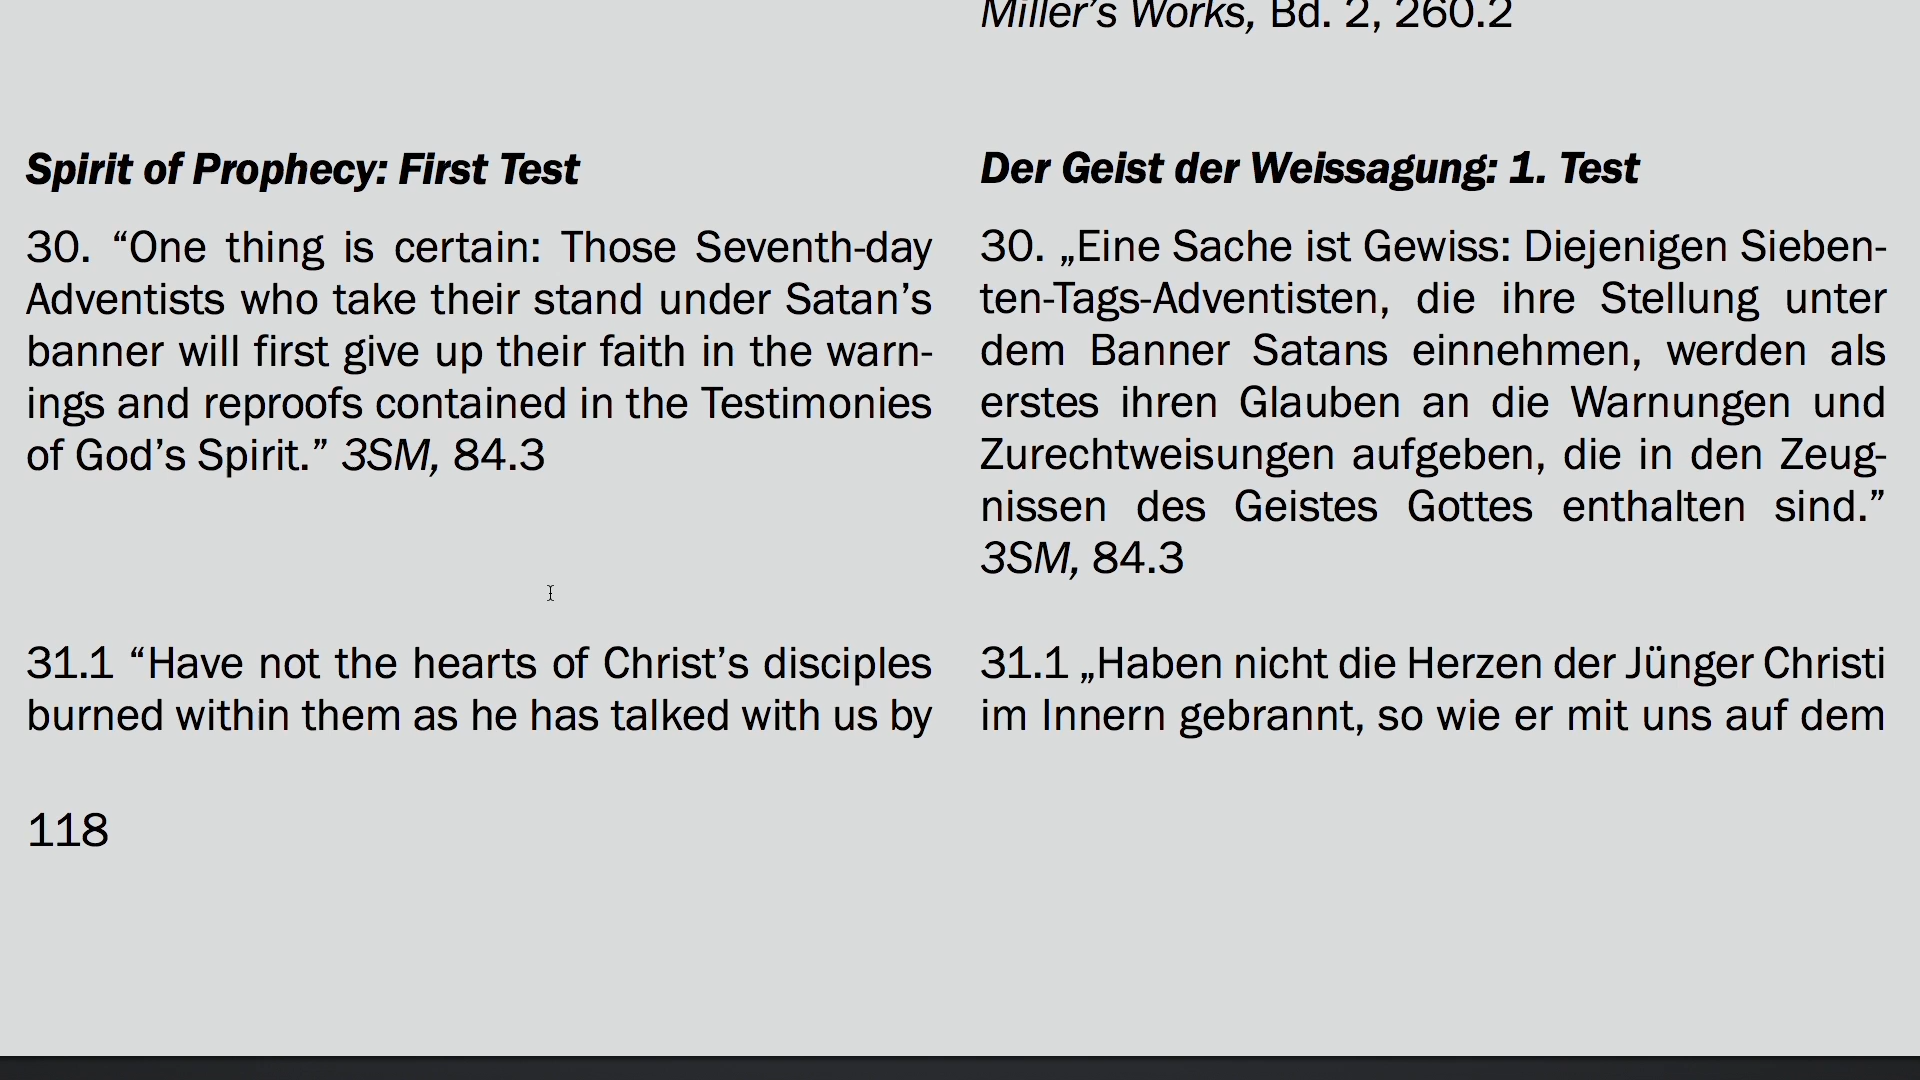 Miller’s Works, Bd. 2, 260.2
Spirit of Prophecy: First Test
30. “One thing is certain: Those Seventh-day
Adventists who take their stand under Satan’s
banner will first give up their faith in the warn-
ings and reproofs contained in the Testimonies
of God’s Spirit.” 3SM, 84.3
31.1 “Have not the hearts of Christ’s disciples
burned within them as he has talked with us by
118
Der Geist der Weissagung: 1. Test
30. „Eine Sache ist Gewiss: Diejenigen Sieben-
ten-Tags-Adventisten, die ihre Stellung unter
dem Banner Satans einnehmen, werden als
erstes ihren Glauben an die Warnungen und
Zurechtweisungen aufgeben, die in den Zeug-
nissen des Geistes Gottes enthalten sind.”
3SM, 84.3
31.1 „Haben nicht die Herzen der Jünger Christi
im Innern gebrannt, so wie er mit uns auf dem